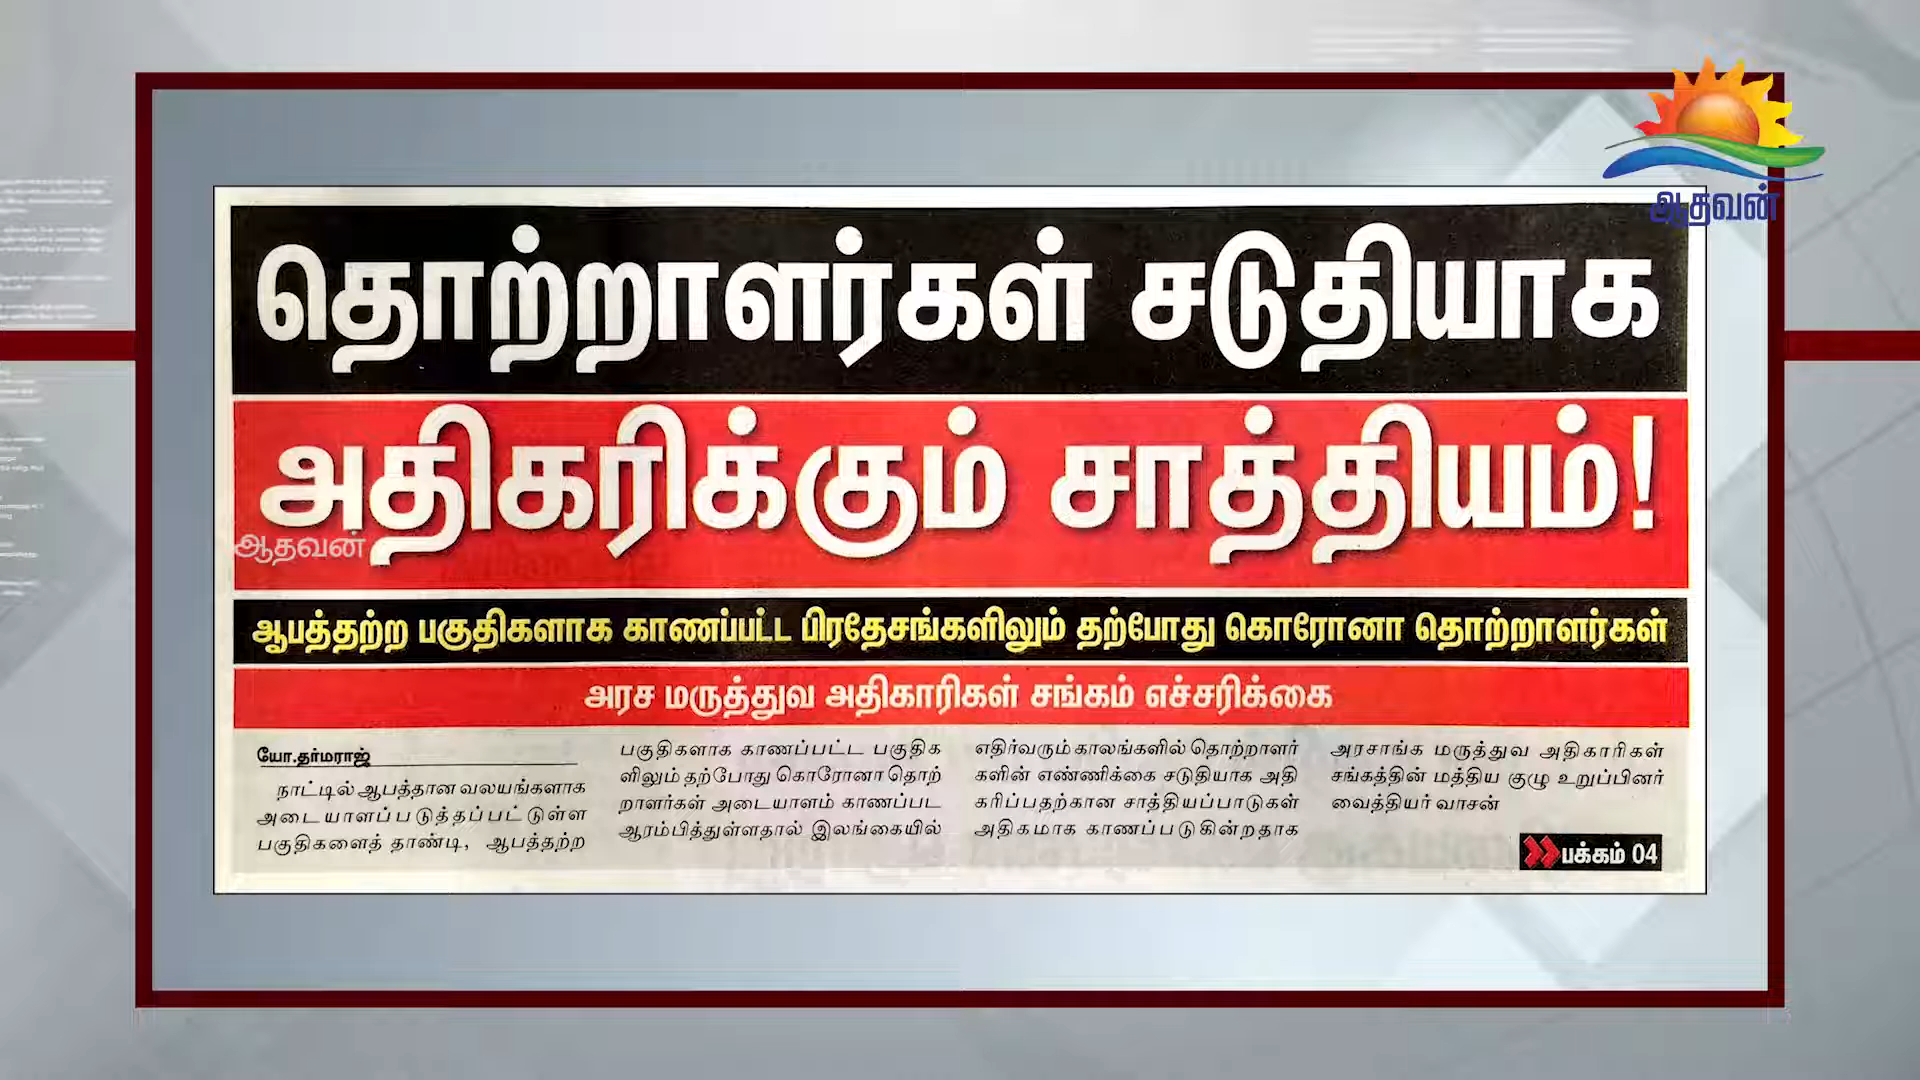 ஆதவன்
தொற்றாளர்கள் சடுதியாக
அதிகரிக்கும் சாத்தியம்!
ஆதவன்
ஆபத்தற்ற பகுதிகளாக காணப்பட்ட பிரதேசங்களிலும் தற்போது கொரோனா தொற்றாளர்கள்
அரச மருத்துவ அதிகாரிகள் சங்கம் எச்சரிக்கை
யோ.தர்மராஜ்
நாட்டில் ஆபத்தான வலயங்களாக
அடையாளப்படுத்தப்பட்டுள்ள
பகுதிகளைத் தாண்டி, ஆபத்தற்ற
பகுதிகளாக காணப்பட்ட பகுதிக
ளிலும் தற்போது கொரோனா தொற்
றாளர்கள் அடையாளம் காணப்பட
ஆரம்பித்துள்ளதால் இலங்கையில்
எதிர்வரும் காலங்களில் தொற்றாளர்
களின் எண்ணிக்கை சடுதியாக அதி
கரிப்பதற்கான சாத்தியப்பாடுகள்
அதிகமாக காணப்படுகின்றதாக
அரசாங்க மருத்துவ அதிகாரிகள்
சங்கத்தின் மத்திய குழு உறுப்பினர்
வைத்தியர் வாசன்
பக்கம் 04